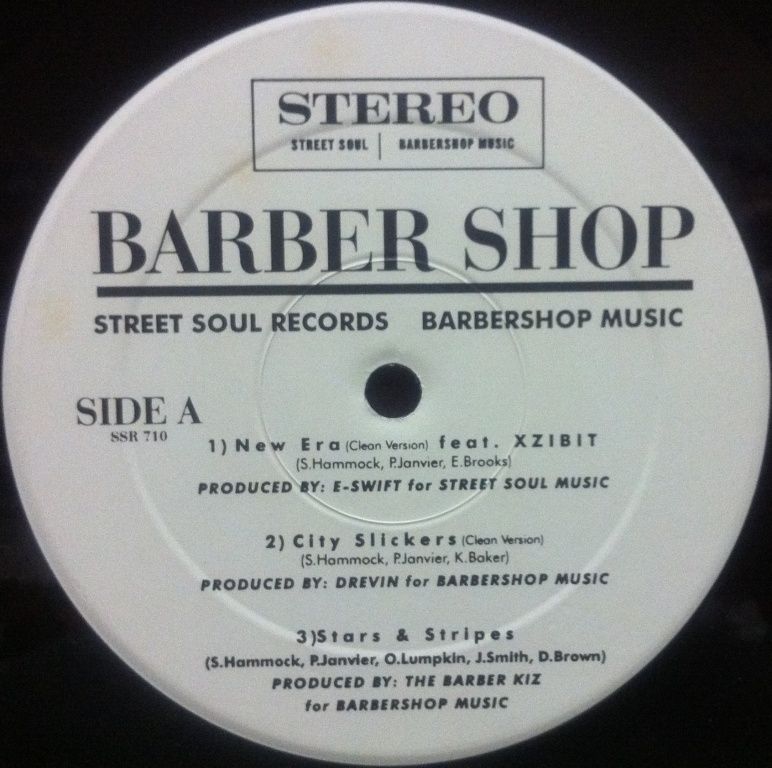 STEREO
STREET SOUL | BARBERSHOP MUSIC
BARBER SHOP
STREET SOUL RECORDS BARBERSHOP MUSIC
SIDE A
SSR 710
1) New Era (Clean Version) feat. XZIBIT
(S.Hammock, P.Janvier, E.Brooks)
PRODUCED BY: E-SWIFT for STREET SOUL MUSIC
2) City Slickers (Clean Version)
(S.Hammock, P.Janvier, K.Baker)
PRODUCED BY: DREVIN for BARBERSHOP MUSIC
3)Stars & Stripes
(S.Hammock, P.Janvier, O.Lumpkin, J.Smith, D.Brown)
PRODUCED BY: THE BARBER KIZ
for BARBERSHOP MUSIC